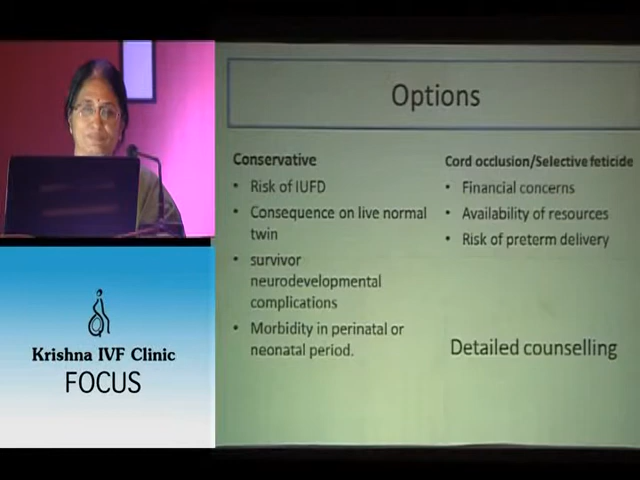 Options
Conservative
• Risk of IUFD
• Consequence on live normal
twin
• survivor
neurodevelopmental
complications
• Morbidity in perinatal or
neonatal period.
Cord occlusion/Selective feticide
• Financial concerns
• Availability of resources
• Risk of preterm delivery
Detailed counselling
Krishna IVF Clinic
FOCUS